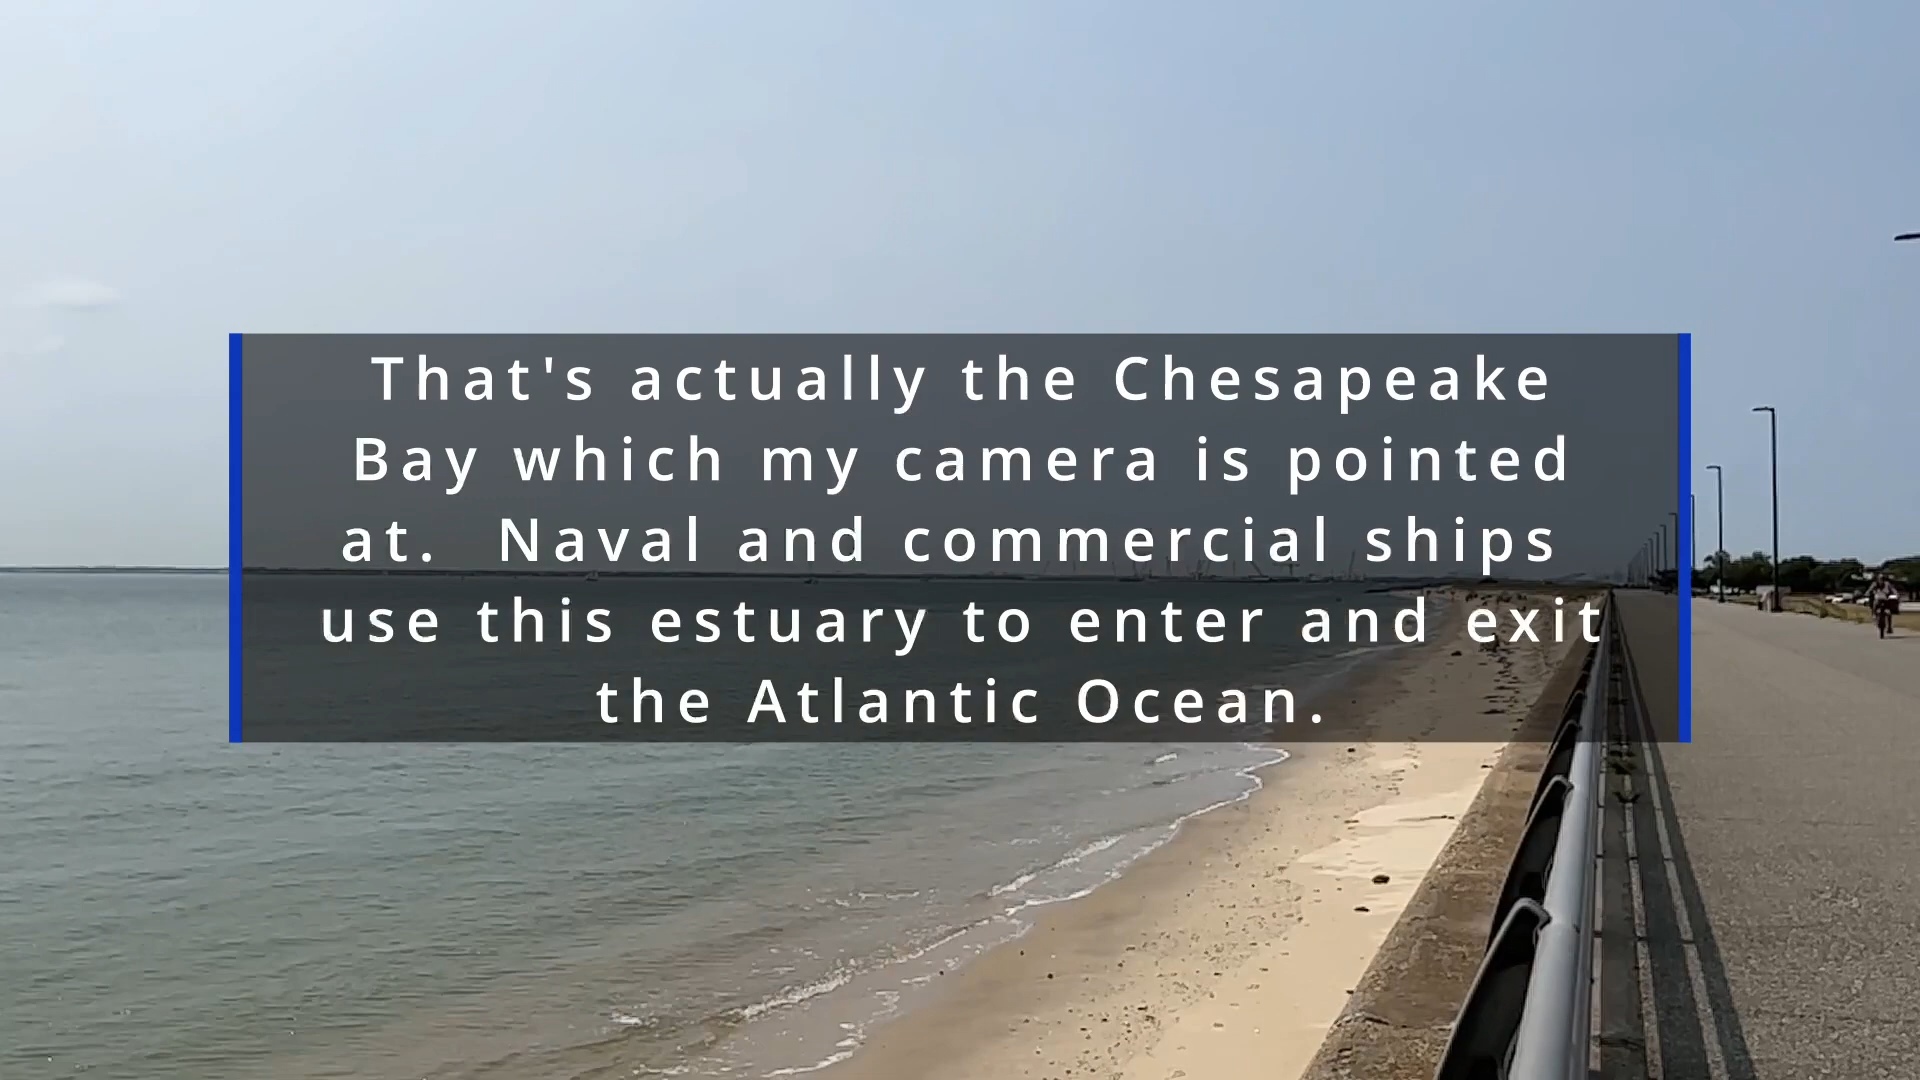 That's actually the Chesapeake
Bay which my camera is pointed
at.  Naval and commercial ships
use this estuary to enter and exit
the Atlantic Ocean.